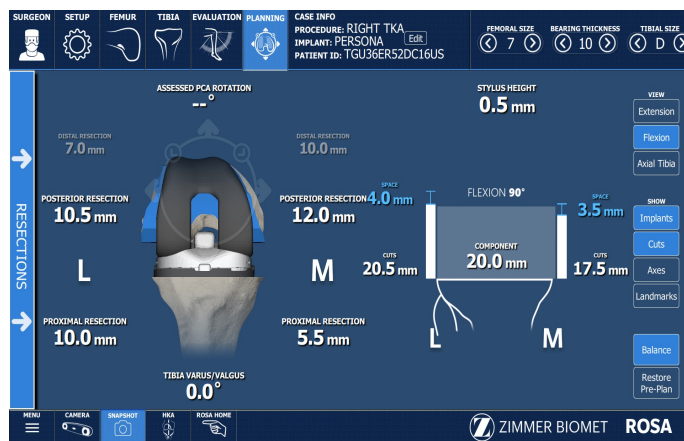 SURGEON
SETUP
FEMUR
TIBIA
EVALUATION
PLANNING
CASE INFO
PROCEDURE: RIGHT TKA
IMPLANT: PERSONA
Edit
PATIENT ID: TGU36ER52DC16US
FEMORAL SIZE
7
BEARING THICKNESS
10
TIBIAL SIZE
D
RESECTIONS
ASSESSED PCA ROTATION
--°
DISTAL RESECTION
7.0 mm
DISTAL RESECTION
10.0 mm
POSTERIOR RESECTION
10.5 mm
POSTERIOR RESECTION
12.0 mm
L
M
PROXIMAL RESECTION
10.0 mm
PROXIMAL RESECTION
5.5 mm
TIBIA VARUS/VALGUS
0.0°
STYLUS HEIGHT
0.5 mm
SPACE
4.0 mm
FLEXION 90°
SPACE
3.5 mm
CUTS
20.5 mm
COMPONENT
20.0 mm
CUTS
17.5 mm
L
M
VIEW
Extension
Flexion
Axial Tibia
SHOW
Implants
Cuts
Axes
Landmarks
Balance
Restore
Pre-Plan
MENU
CAMERA
SNAPSHOT
HKA
ROSA HOME
ZIMMER BIOMET
ROSA